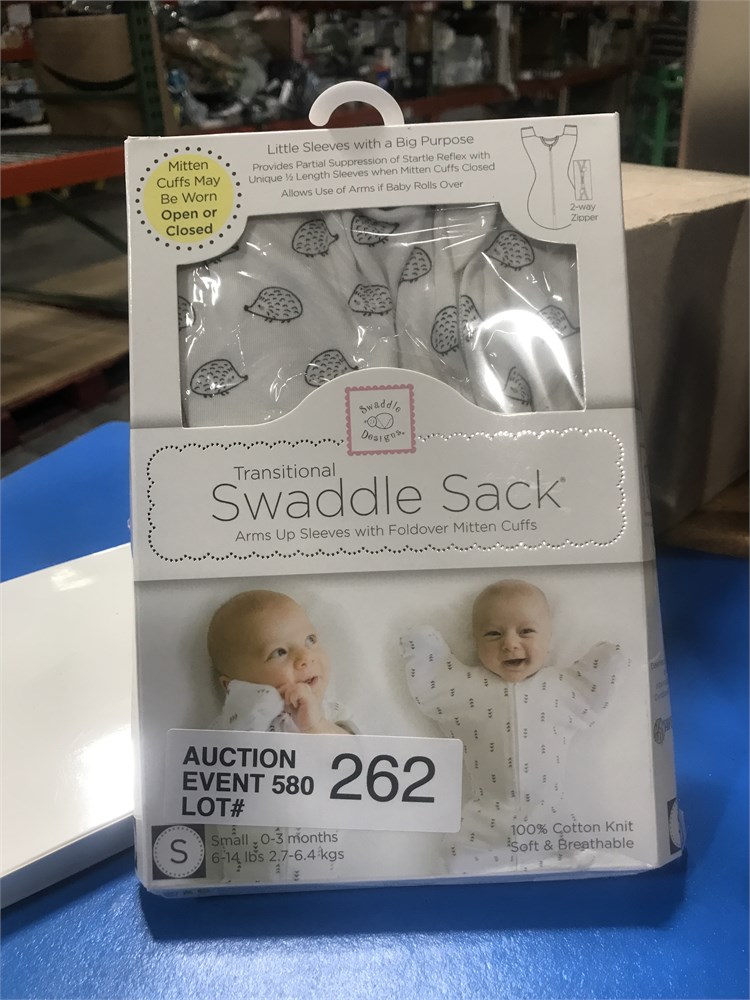 Little Sleeves with a Big Purpose
Provides Partial Suppression of Startle Reflex with
Unique ½ Length Sleeves when Mitten Cuffs Closed
Allows Use of Arms if Baby Rolls Over
Mitten
Cuffs May
Be Worn
Open or
Closed
2-way
Zipper
Swaddle
Designs
Transitional
Swaddle Sack®
Arms Up Sleeves with Foldover Mitten Cuffs
AUCTION
EVENT 580
LOT#
262
S
Small 0-3 months
6-14 lbs 2.7-6.4 kgs
100% Cotton Knit
Soft & Breathable